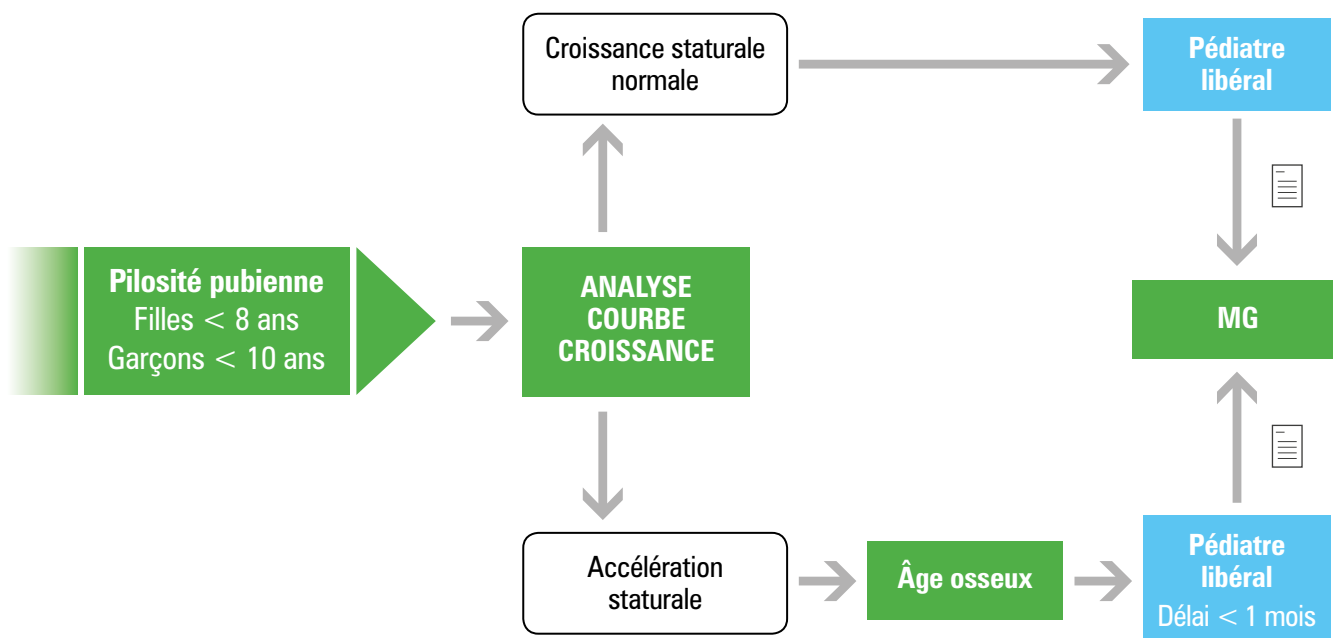 Croissance staturale
normale
Pédiatre
libéral
Pilosité pubienne
Filles < 8 ans
Garçons < 10 ans
ANALYSE
COURBE
CROISSANCE
MG
Accélération
staturale
Âge osseux
Pédiatre
libéral
Délai < 1 mois